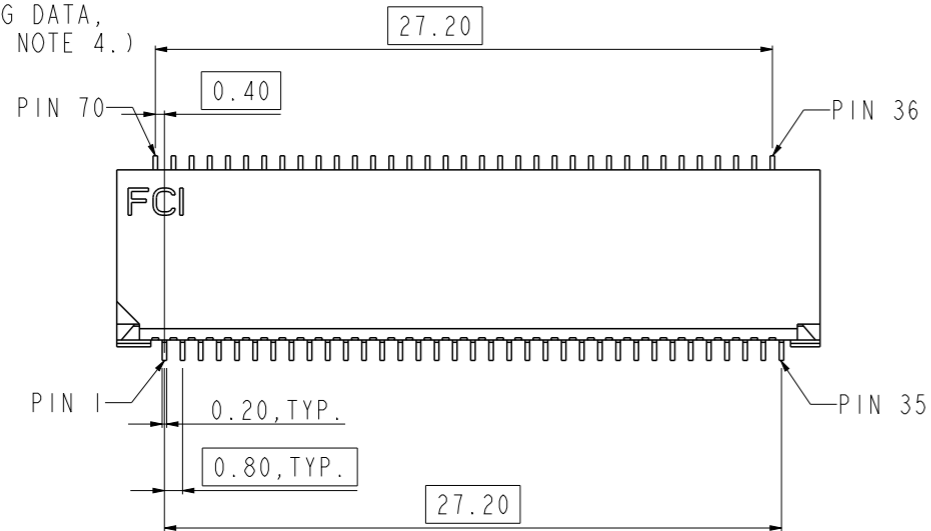 G DATA,
NOTE 4.)
27.20
0.40
PIN 70
PIN 36
FCI
PIN 1
PIN 35
0.20,TYP.
0.80,TYP.
27.20